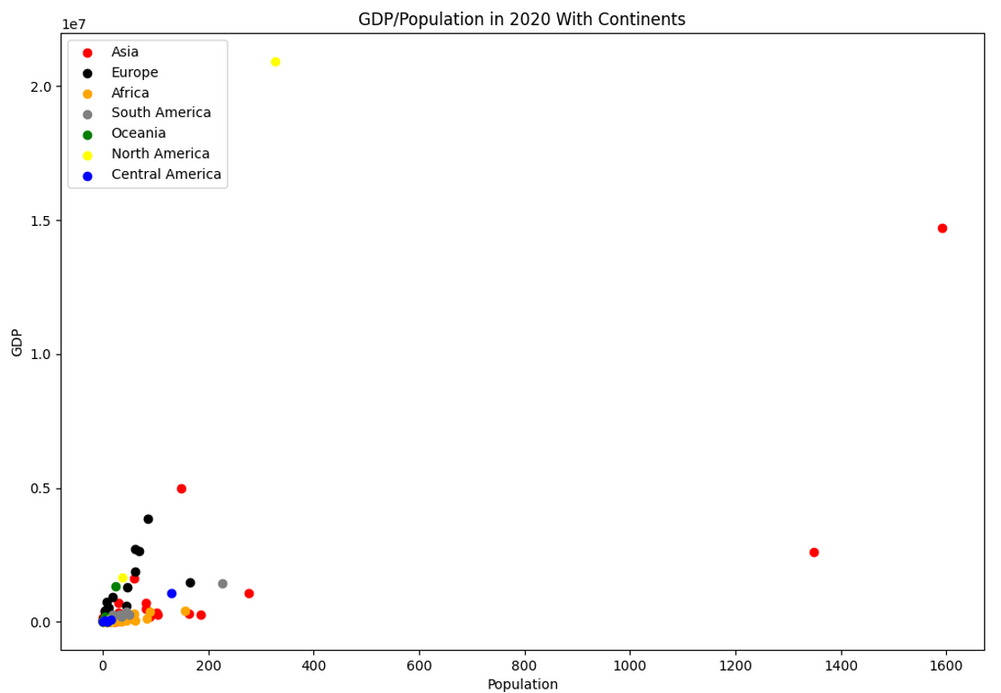 GDP/Population in 2020 With Continents
1e7
Asia
Europe
Africa
South America
Oceania
North America
Central America
2.0
1.5
1.0
0.5
0.0
GDP
0 200 400 600 800 1000 1200 1400 1600
Population